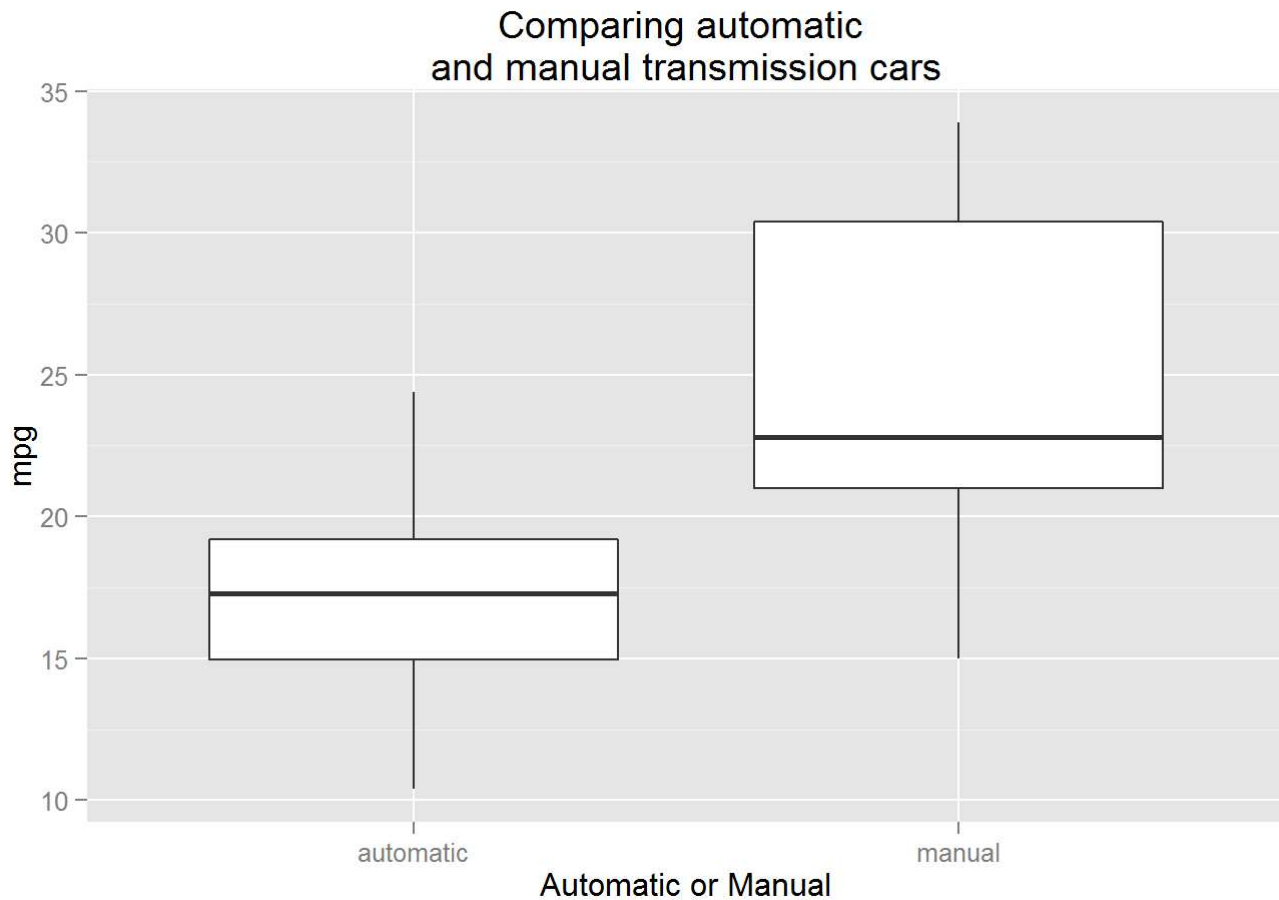 Comparing automatic
and manual transmission cars
35
30
25
20
15
10
mpg
automatic
manual
Automatic or Manual